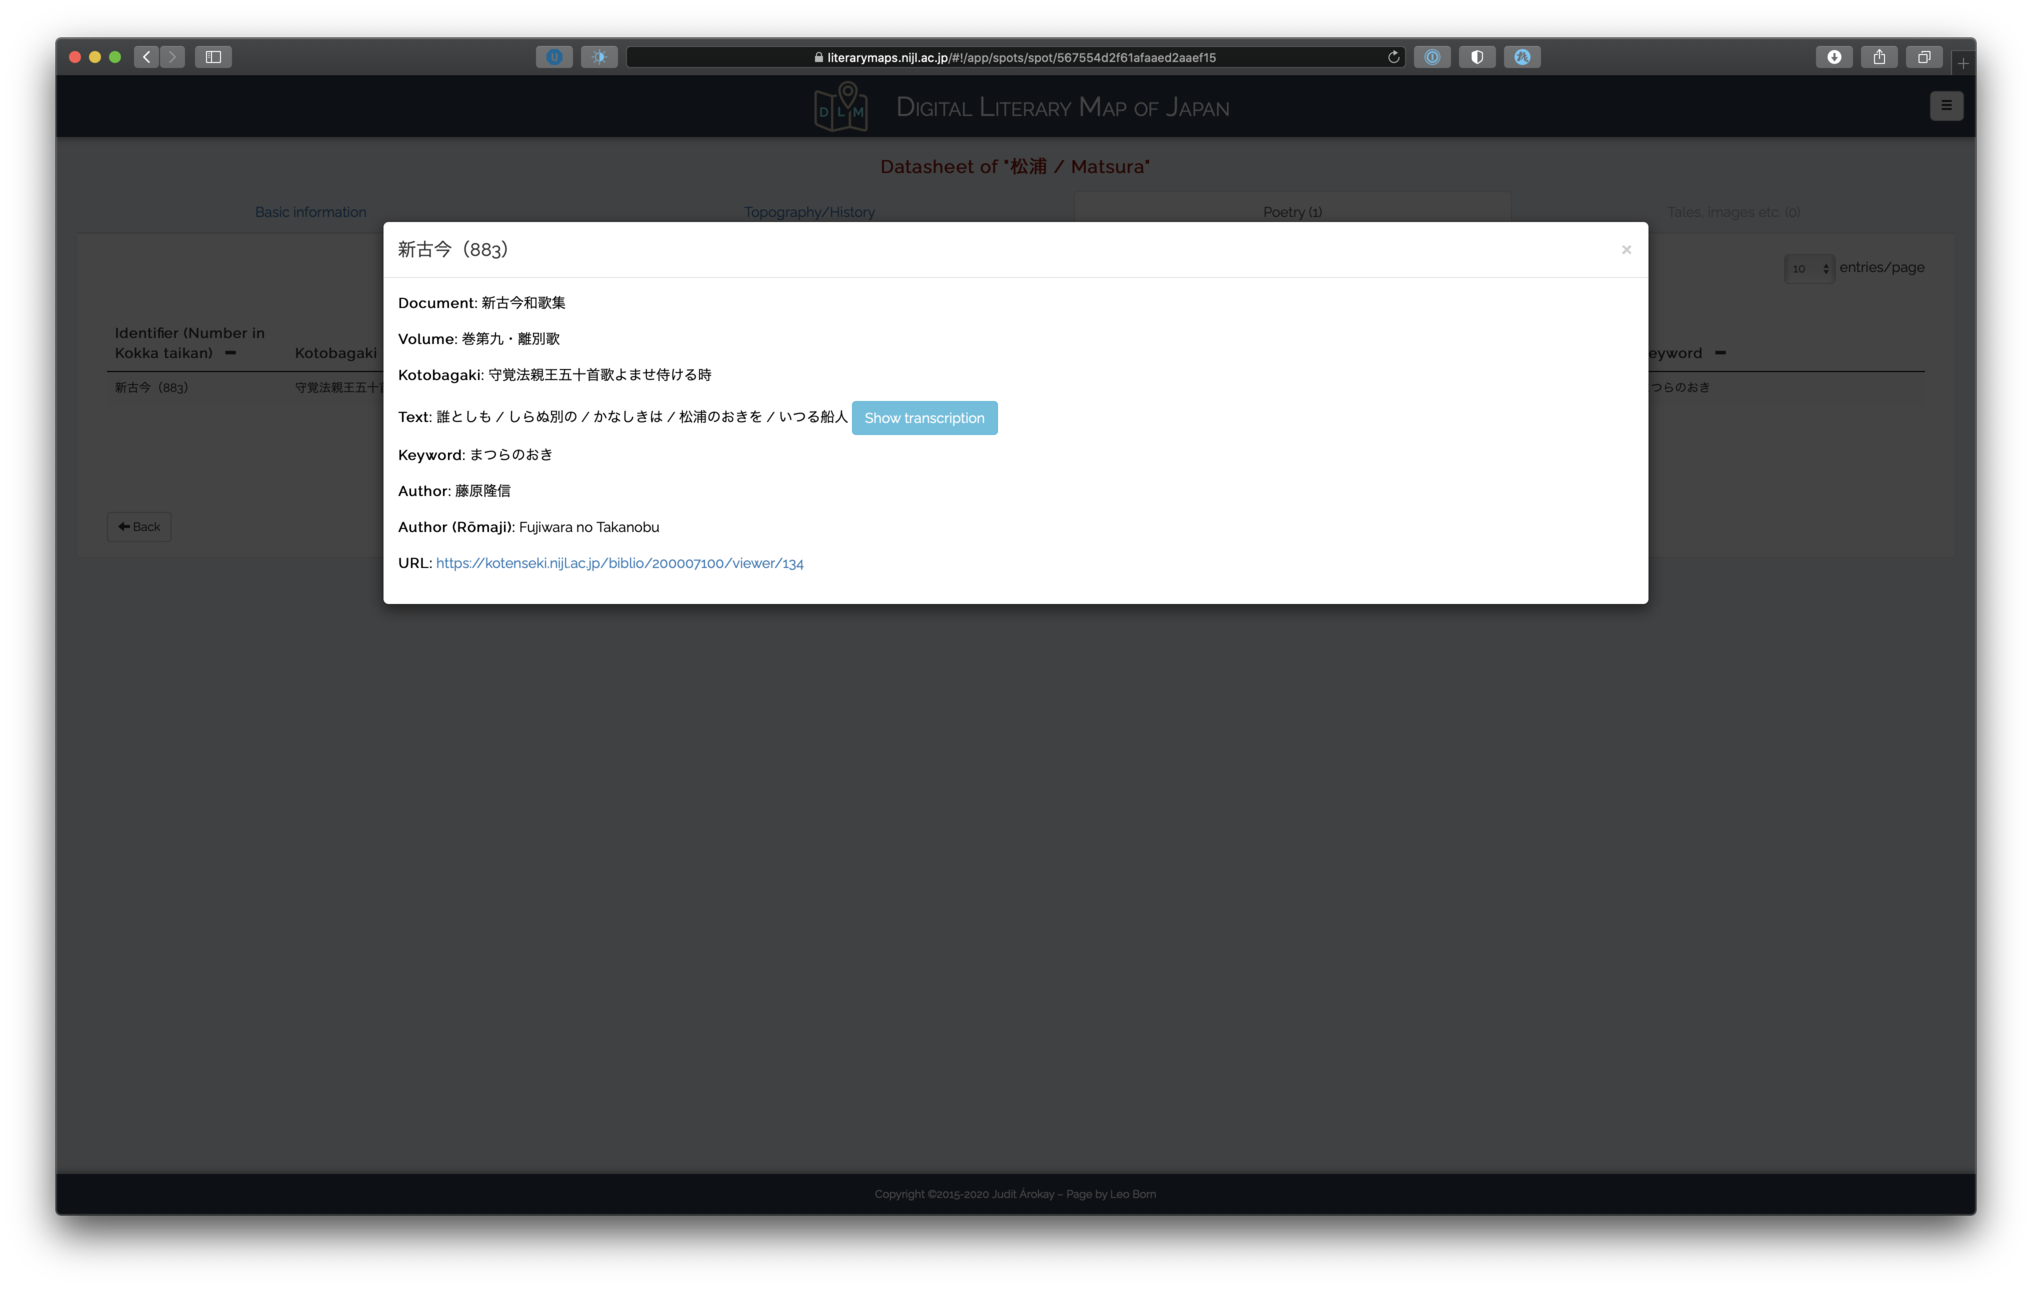 literarymaps.nijl.ac.jp/#!/app/spots/spot/567554d2f61afaaed2aaef15
DLM
Digital Literary Map of Japan
Datasheet of "松浦 / Matsura"
Basic information
Topography/History
Poetry (1)
Tales, images etc. (0)
新古今（883）
×
10 entries/page
Document: 新古今和歌集
Volume: 巻第九・離別歌
Kotobagaki: 守覚法親王五十首歌よませ侍ける時
Text: 誰としも / しらぬ別の / かなしきは / 松浦のおきを / いつる船人 Show transcription
Keyword: まつらのおき
Author: 藤原隆信
Author (Rōmaji): Fujiwara no Takanobu
URL: https://kotenseki.nijl.ac.jp/biblio/200007100/viewer/134
Identifier (Number in
Kokka taikan)
Kotobagaki
eyword
新古今（883）
守覚法親王五十
つらのおき
Back
Copyright ©2015-2020 Judit Árokay – Page by Leo Born